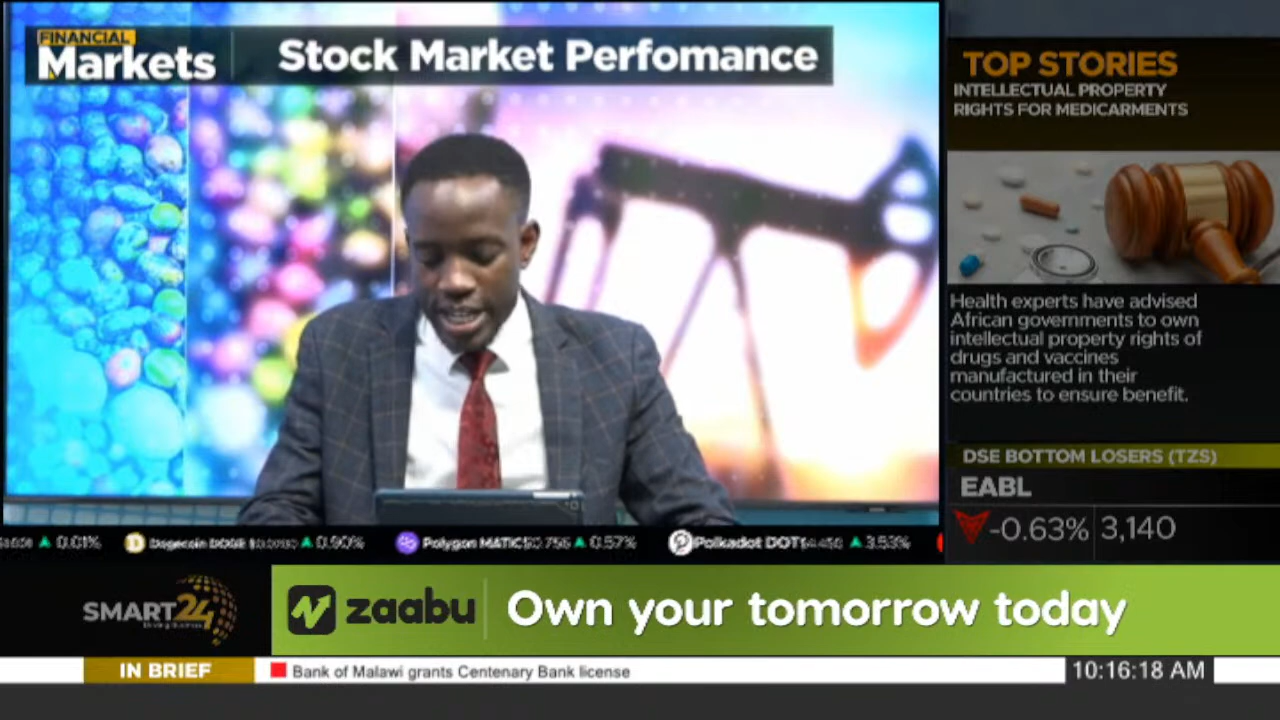 FINANCIAL
Markets
Stock Market Perfomance
TOP STORIES
INTELLECTUAL PROPERTY
RIGHTS FOR MEDICARMENTS
Health experts have advised
African governments to own
intellectual property rights of
drugs and vaccines
manufactured in their
countries to ensure benefit.
DSE BOTTOM LOSERS (TZS)
EABL
-0.63% 3,140
0.01% Dogecoin DOGE 0.90% Polygon MATIC $0.756 0.57% Polkadot DOT 3.53%
SMART24
zaabu
Own your tomorrow today
IN BRIEF
Bank of Malawi grants Centenary Bank license
10:16:18 AM